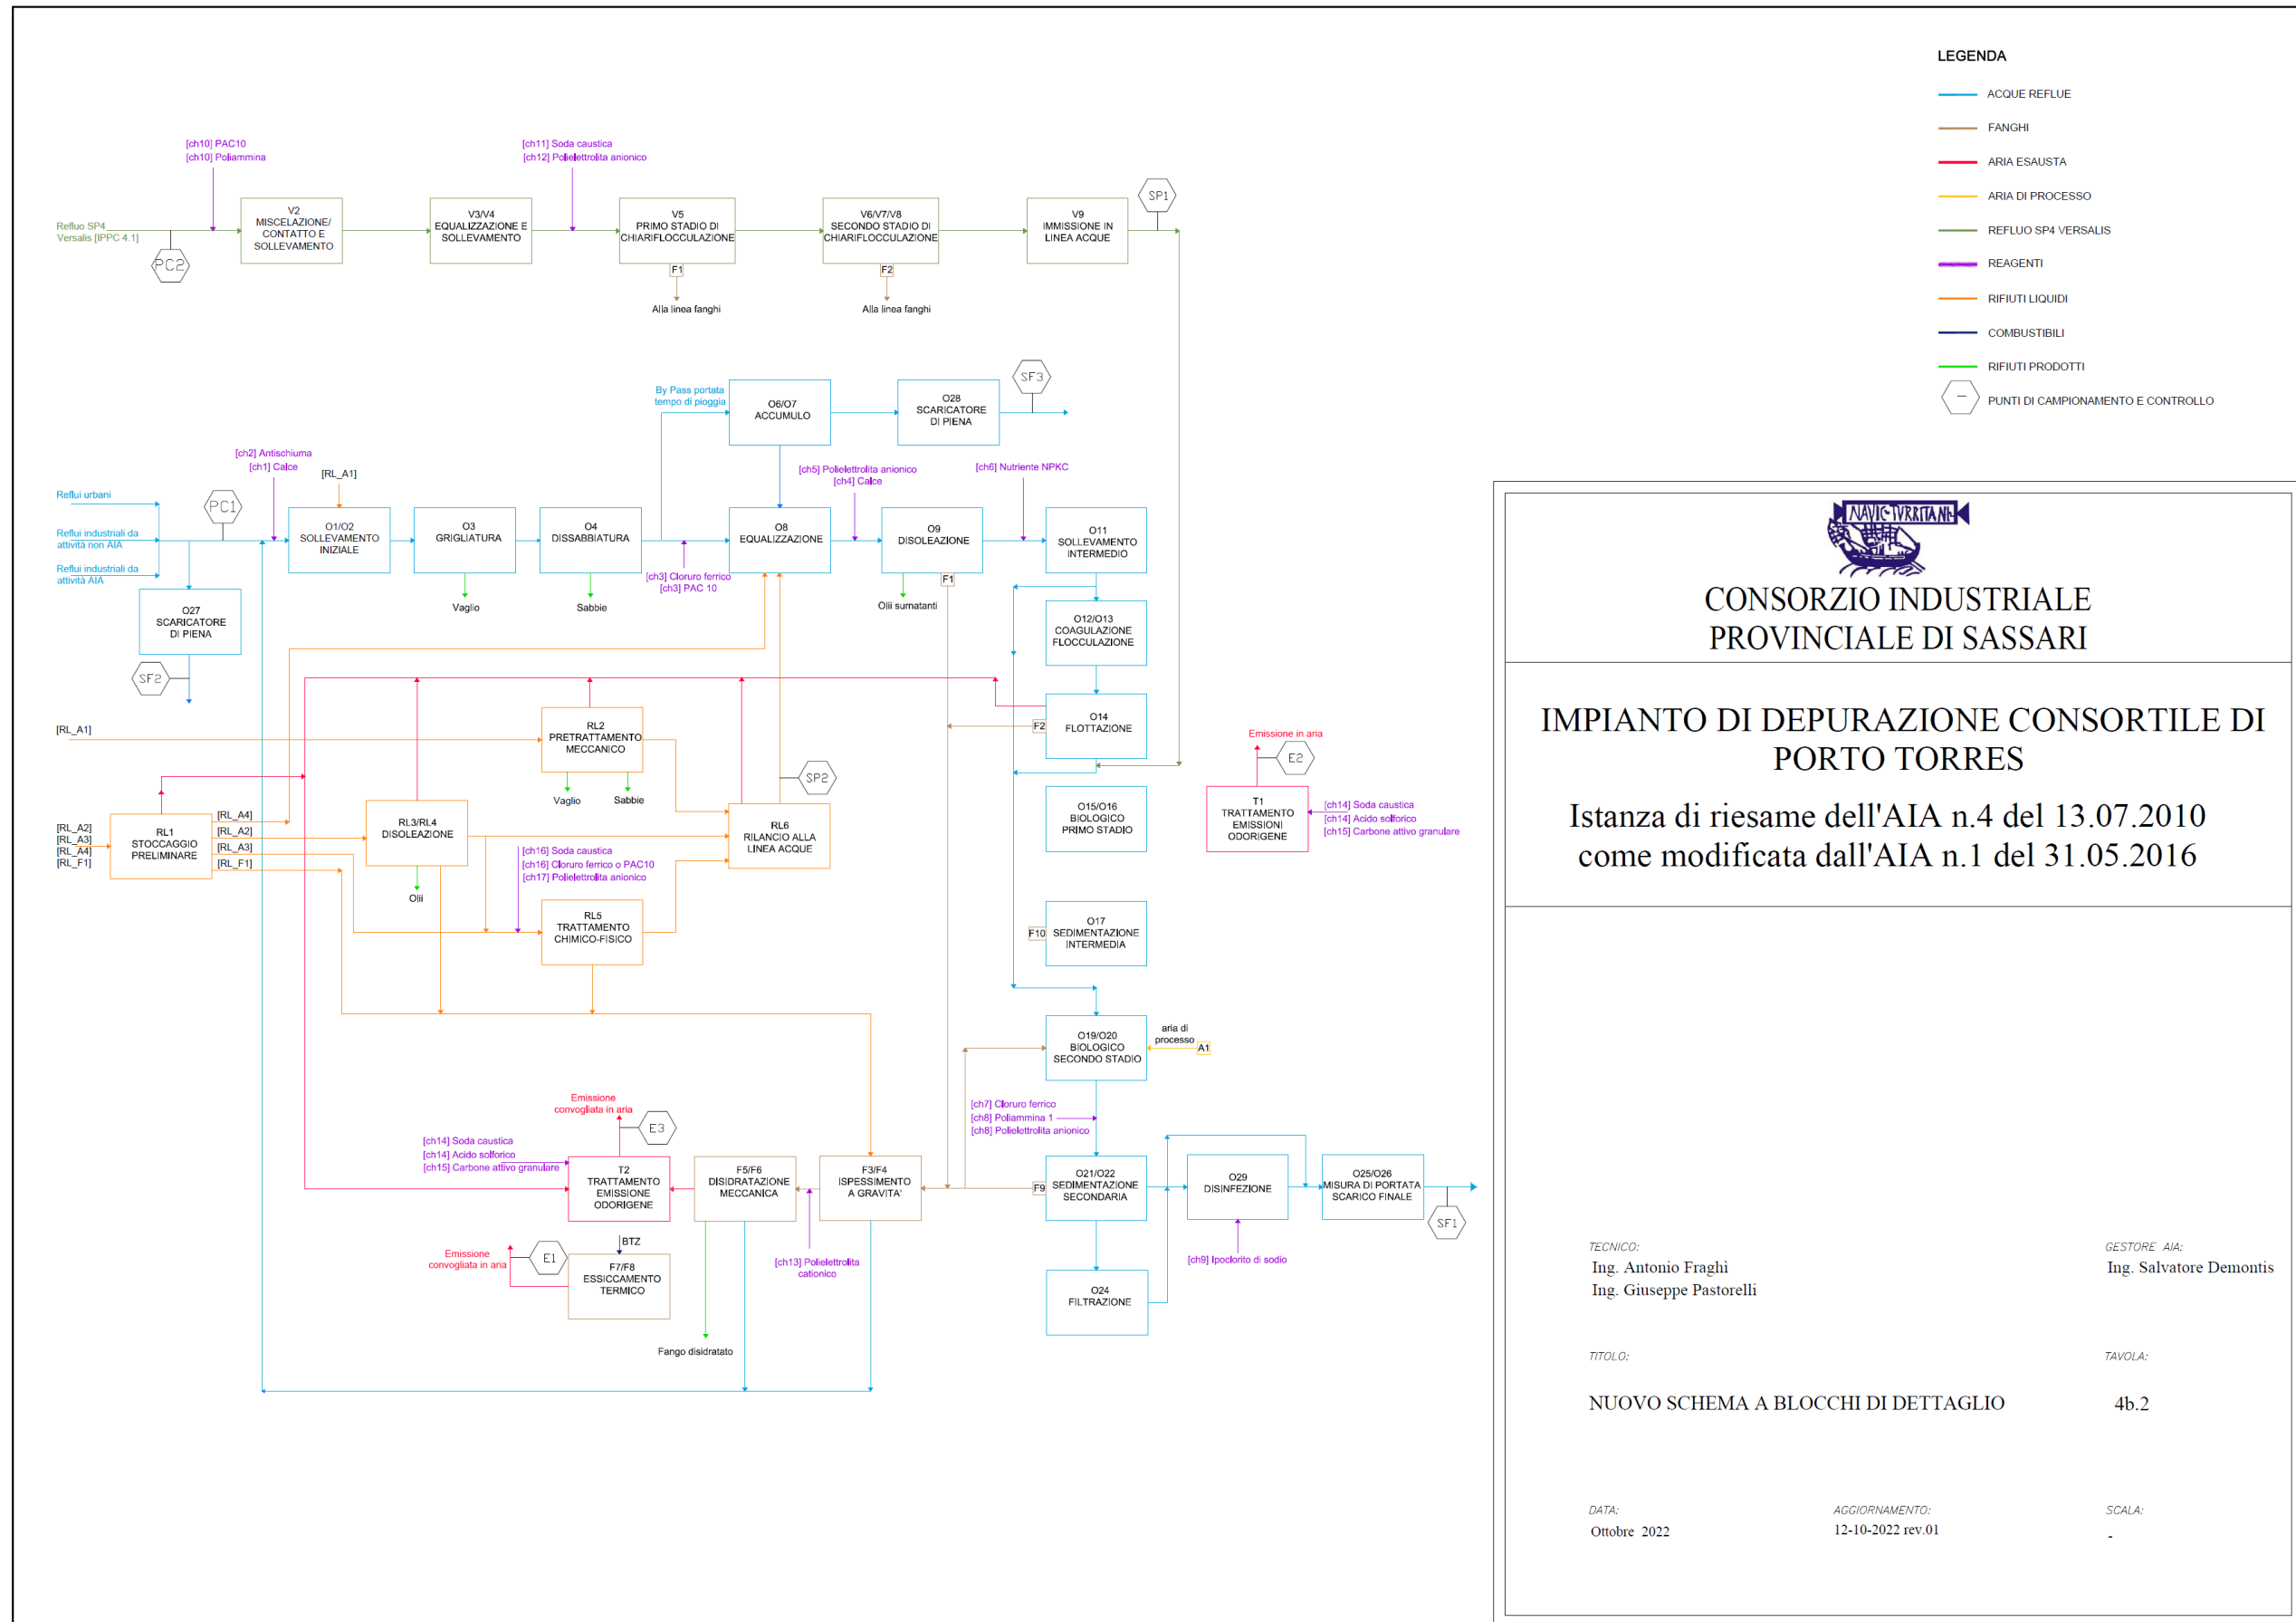 LEGENDA
ACQUE REFLUE
FANGHI
ARIA ESAUSTA
ARIA DI PROCESSO
REFLUO SP4 VERSALIS
REAGENTI
RIFIUTI LIQUIDI
COMBUSTIBILI
RIFIUTI PRODOTTI
PUNTI DI CAMPIONAMENTO E CONTROLLO
[ch10] PAC10
[ch10] Poliammina
[ch11] Soda caustica
[ch12] Polielettrolita anionico
Refluo SP4
Versalis [IPPC 4.1]
PC2
V2
MISCELAZIONE/
CONTATTO E
SOLLEVAMENTO
V3/V4
EQUALIZZAZIONE E
SOLLEVAMENTO
V5
PRIMO STADIO DI
CHIARIFLOCCULAZIONE
V6/V7/V8
SECONDO STADIO DI
CHIARIFLOCCULAZIONE
V9
IMMISSIONE IN
LINEA ACQUE
SP1
F1
Alla linea fanghi
F2
Alla linea fanghi
By Pass portata
tempo di pioggia
O6/O7
ACCUMULO
O28
SCARICATORE
DI PIENA
SF3
[ch2] Antischiuma
[ch1] Calce
[RL_A1]
[ch5] Polielettrolita anionico
[ch4] Calce
[ch6] Nutriente NPKC
Reflui urbani
Reflui industriali da
attività non AIA
Reflui industriali da
attività AIA
PC1
O1/O2
SOLLEVAMENTO
INIZIALE
O3
GRIGLIATURA
O4
DISSABBIATURA
O8
EQUALIZZAZIONE
O9
DISOLEAZIONE
O11
SOLLEVAMENTO
INTERMEDIO
[ch3] Cloruro ferrico
[ch3] PAC 10
Vaglio
Sabbie
Olii surnatanti
F1
O27
SCARICATORE
DI PIENA
SF2
O12/O13
COAGULAZIONE
FLOCCULAZIONE
O14
FLOTTAZIONE
F2
[RL_A1]
RL2
PRETRATTAMENTO
MECCANICO
Vaglio
Sabbie
SP2
Emissione in aria
E2
T1
TRATTAMENTO
EMISSIONI
ODORIGENE
[ch14] Soda caustica
[ch14] Acido solforico
[ch15] Carbone attivo granulare
O15/O16
BIOLOGICO
PRIMO STADIO
[RL_A2]
[RL_A3]
[RL_A4]
[RL_F1]
RL1
STOCCAGGIO
PRELIMINARE
[RL_A4]
[RL_A2]
[RL_A3]
[RL_F1]
RL3/RL4
DISOLEAZIONE
Olii
RL6
RILANCIO ALLA
LINEA ACQUE
[ch16] Soda caustica
[ch16] Cloruro ferrico o PAC10
[ch17] Polielettrolita anionico
RL5
TRATTAMENTO
CHIMICO-FISICO
F10
O17
SEDIMENTAZIONE
INTERMEDIA
O19/O20
BIOLOGICO
SECONDO STADIO
aria di
processo
A1
[ch7] Cloruro ferrico
[ch8] Poliammina 1
[ch8] Polielettrolita anionico
Emissione
convogliata in aria
E3
[ch14] Soda caustica
[ch14] Acido solforico
[ch15] Carbone attivo granulare
T2
TRATTAMENTO
EMISSIONE
ODORIGENE
F5/F6
DISIDRATAZIONE
MECCANICA
F3/F4
ISPESSIMENTO
A GRAVITA'
F9
O21/O22
SEDIMENTAZIONE
SECONDARIA
O29
DISINFEZIONE
O25/O26
MISURA DI PORTATA
SCARICO FINALE
SF1
Emissione
convogliata in aria
E1
BTZ
F7/F8
ESSICCAMENTO
TERMICO
[ch13] Polielettrolita
cationico
[ch9] Ipoclorito di sodio
O24
FILTRAZIONE
Fango disidratato
NAVIC·TVRRITANI
CONSORZIO INDUSTRIALE
PROVINCIALE DI SASSARI
IMPIANTO DI DEPURAZIONE CONSORTILE DI
PORTO TORRES
Istanza di riesame dell'AIA n.4 del 13.07.2010
come modificata dall'AIA n.1 del 31.05.2016
TECNICO:
Ing. Antonio Fraghì
Ing. Giuseppe Pastorelli
GESTORE AIA:
Ing. Salvatore Demontis
TITOLO:
NUOVO SCHEMA A BLOCCHI DI DETTAGLIO
TAVOLA:
4b.2
DATA:
Ottobre 2022
AGGIORNAMENTO:
12-10-2022 rev.01
SCALA:
-